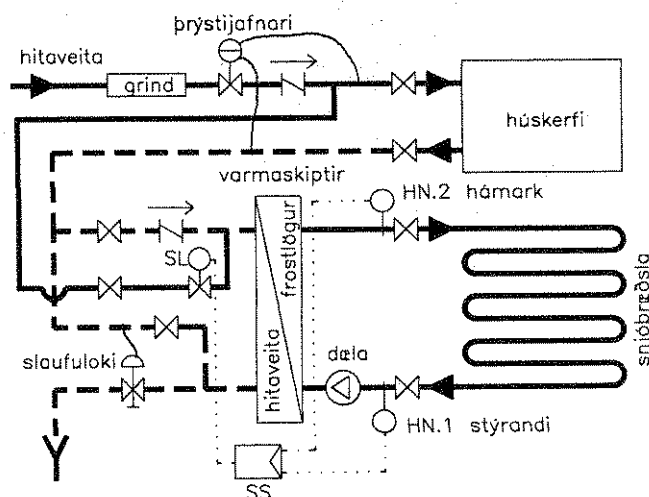 þrýstijafnari
hitaveita
grind
húskerfi
varmaskiptir
HN.2 hámark
SL
frostlögur
hitaveita
snjóbræðsla
slaufuloki
dæla
HN.1 stýrandi
SS